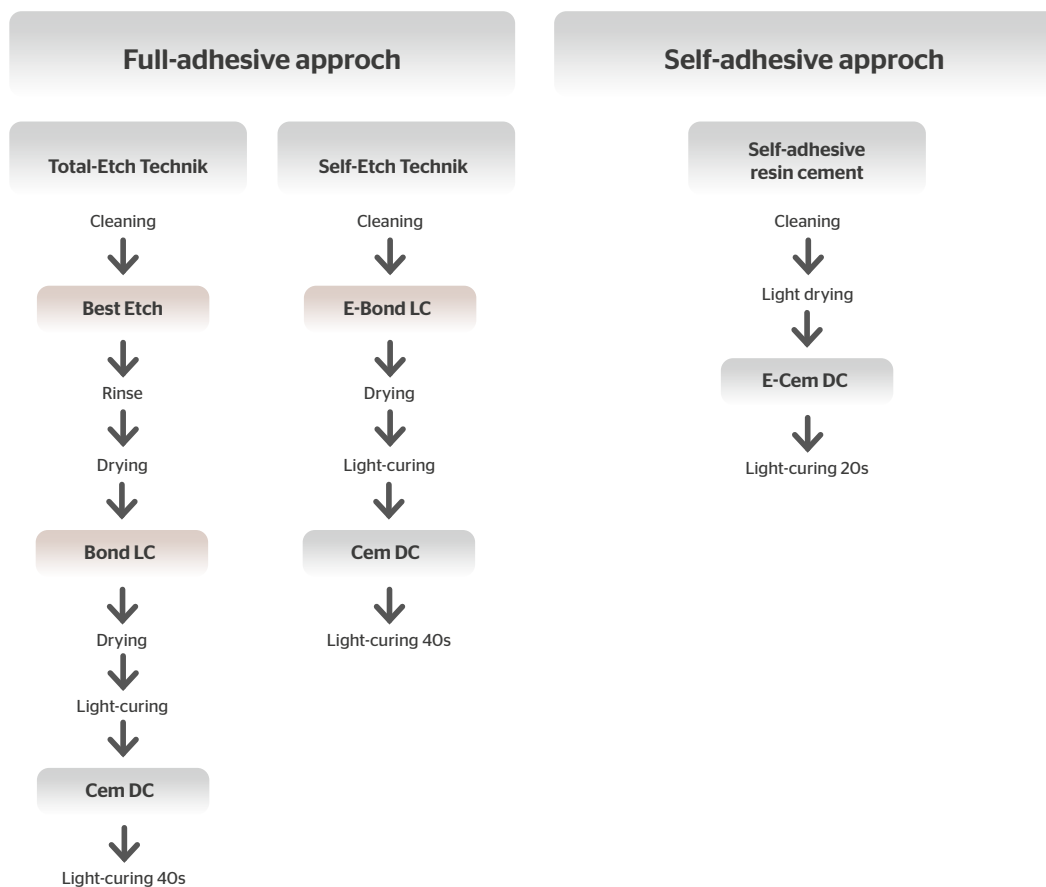 Full-adhesive approch
Total-Etch Technik
Cleaning
Best Etch
Rinse
Drying
Bond LC
Drying
Light-curing
Cem DC
Light-curing 40s
Self-Etch Technik
Cleaning
E-Bond LC
Drying
Light-curing
Cem DC
Light-curing 40s
Self-adhesive approch
Self-adhesive
resin cement
Cleaning
Light drying
E-Cem DC
Light-curing 20s